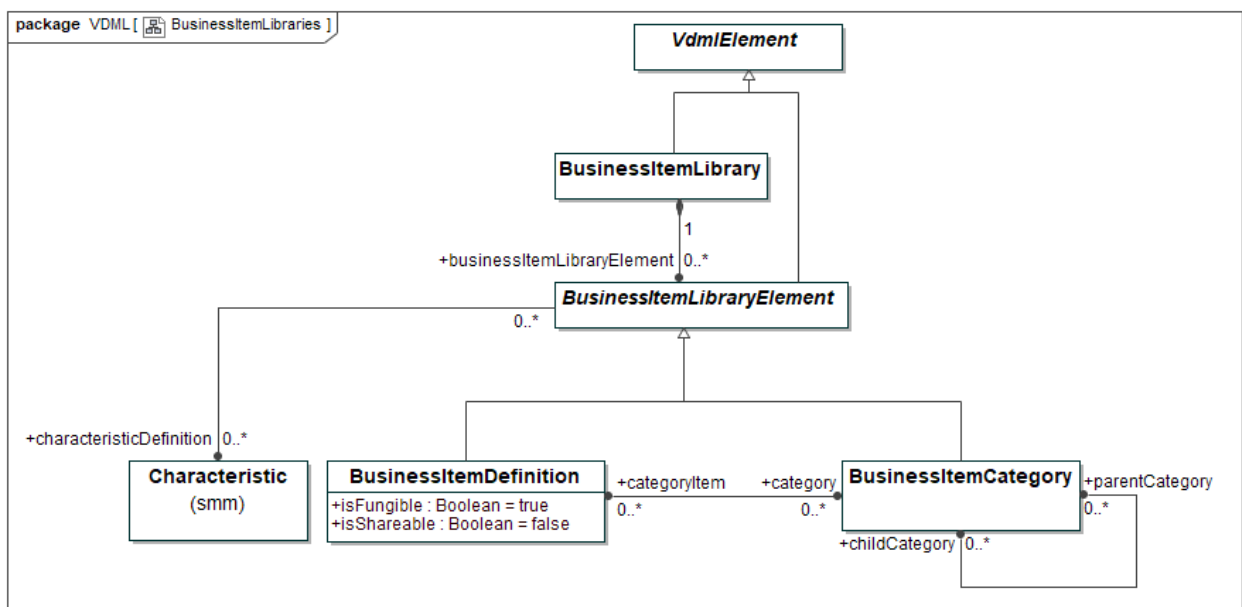 package VDML [ BusinessItemLibraries ]
VdmlElement
BusinessItemLibrary
1
+businessItemLibraryElement 0..*
BusinessItemLibraryElement
0..*
+characteristicDefinition 0..*
Characteristic
(smm)
BusinessItemDefinition
+isFungible : Boolean = true
+isShareable : Boolean = false
+categoryItem +category
0..* 0..*
BusinessItemCategory
+parentCategory
0..*
+childCategory 0..*